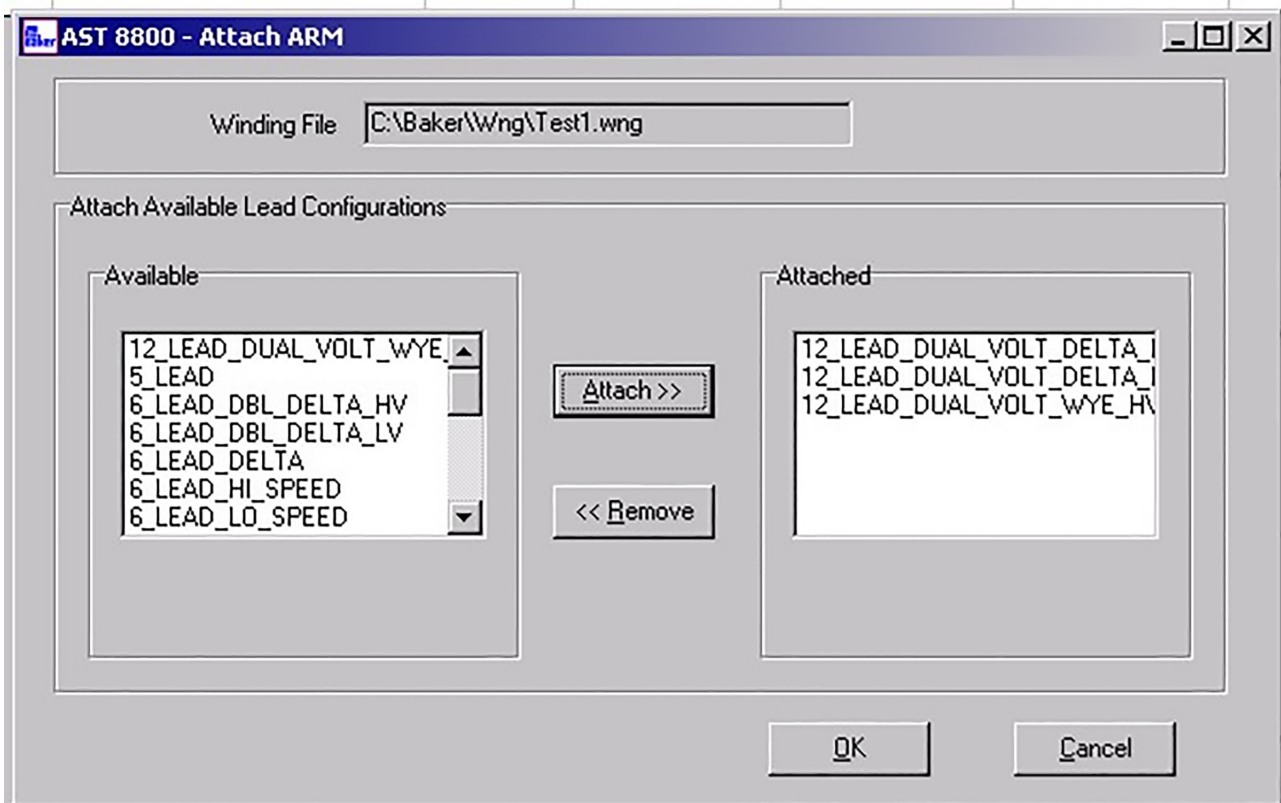 AST 8800 - Attach ARM
Winding File C:\Baker\Wng\Test1.wng
Attach Available Lead Configurations
Available
12_LEAD_DUAL_VOLT_WYE_
5_LEAD
6_LEAD_DBL_DELTA_HV
6_LEAD_DBL_DELTA_LV
6_LEAD_DELTA
6_LEAD_HI_SPEED
6_LEAD_LO_SPEED
Attach >>
<< Remove
Attached
12_LEAD_DUAL_VOLT_DELTA_
12_LEAD_DUAL_VOLT_DELTA_
12_LEAD_DUAL_VOLT_WYE_HV
OK
Cancel